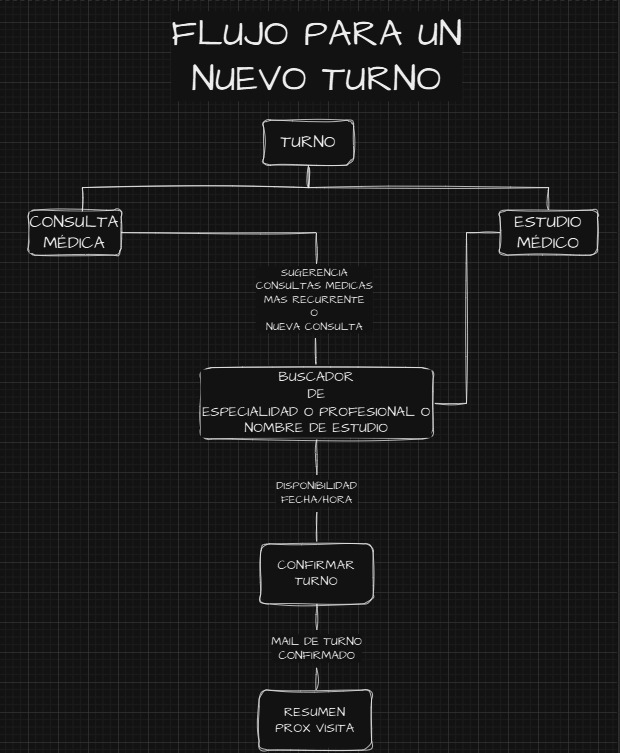 FLUJO PARA UN
NUEVO TURNO
TURNO
CONSULTA
MÉDICA
ESTUDIO
MÉDICO
SUGERENCIA
CONSULTAS MEDICAS
MAS RECURRENTE
O
NUEVA CONSULTA
BUSCADOR
DE
ESPECIALIDAD O PROFESIONAL O
NOMBRE DE ESTUDIO
DISPONIBILIDAD
FECHA/HORA
CONFIRMAR
TURNO
MAIL DE TURNO
CONFIRMADO
RESUMEN
PROX VISITA